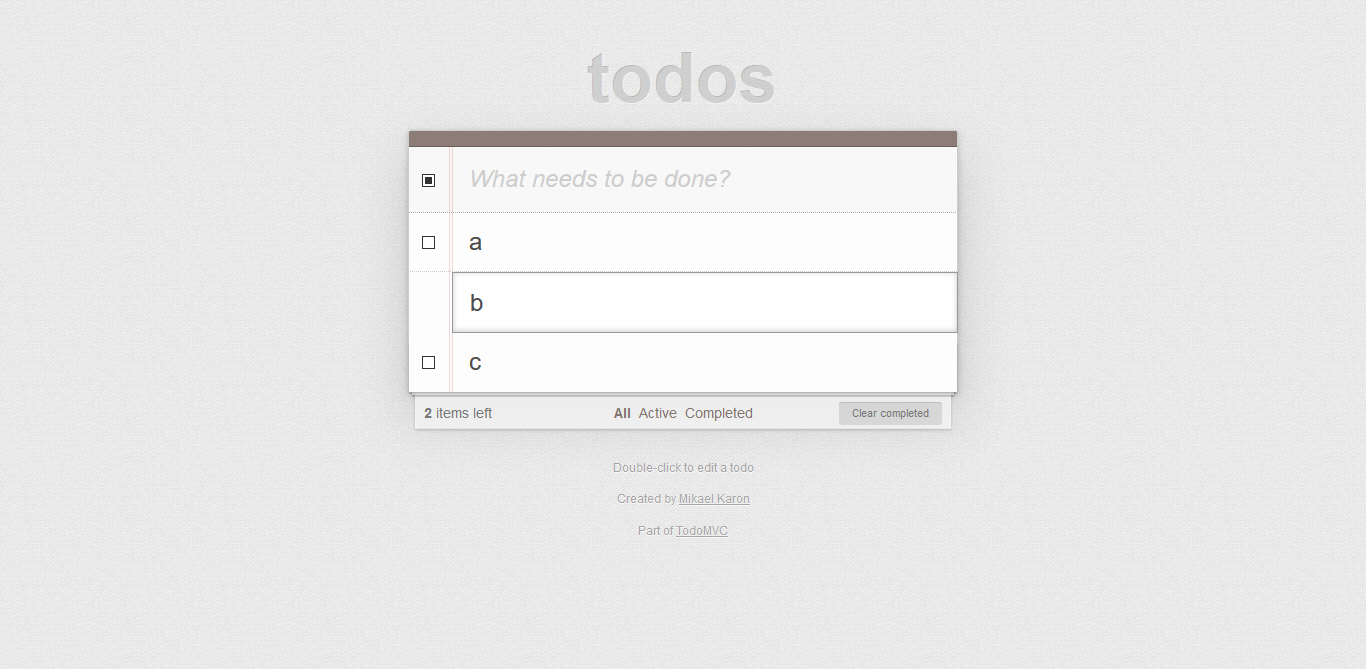 todos
What needs to be done?
a
b
c
2 items left All Active Completed Clear completed
Double-click to edit a todo
Created by Mikael Karon
Part of TodoMVC